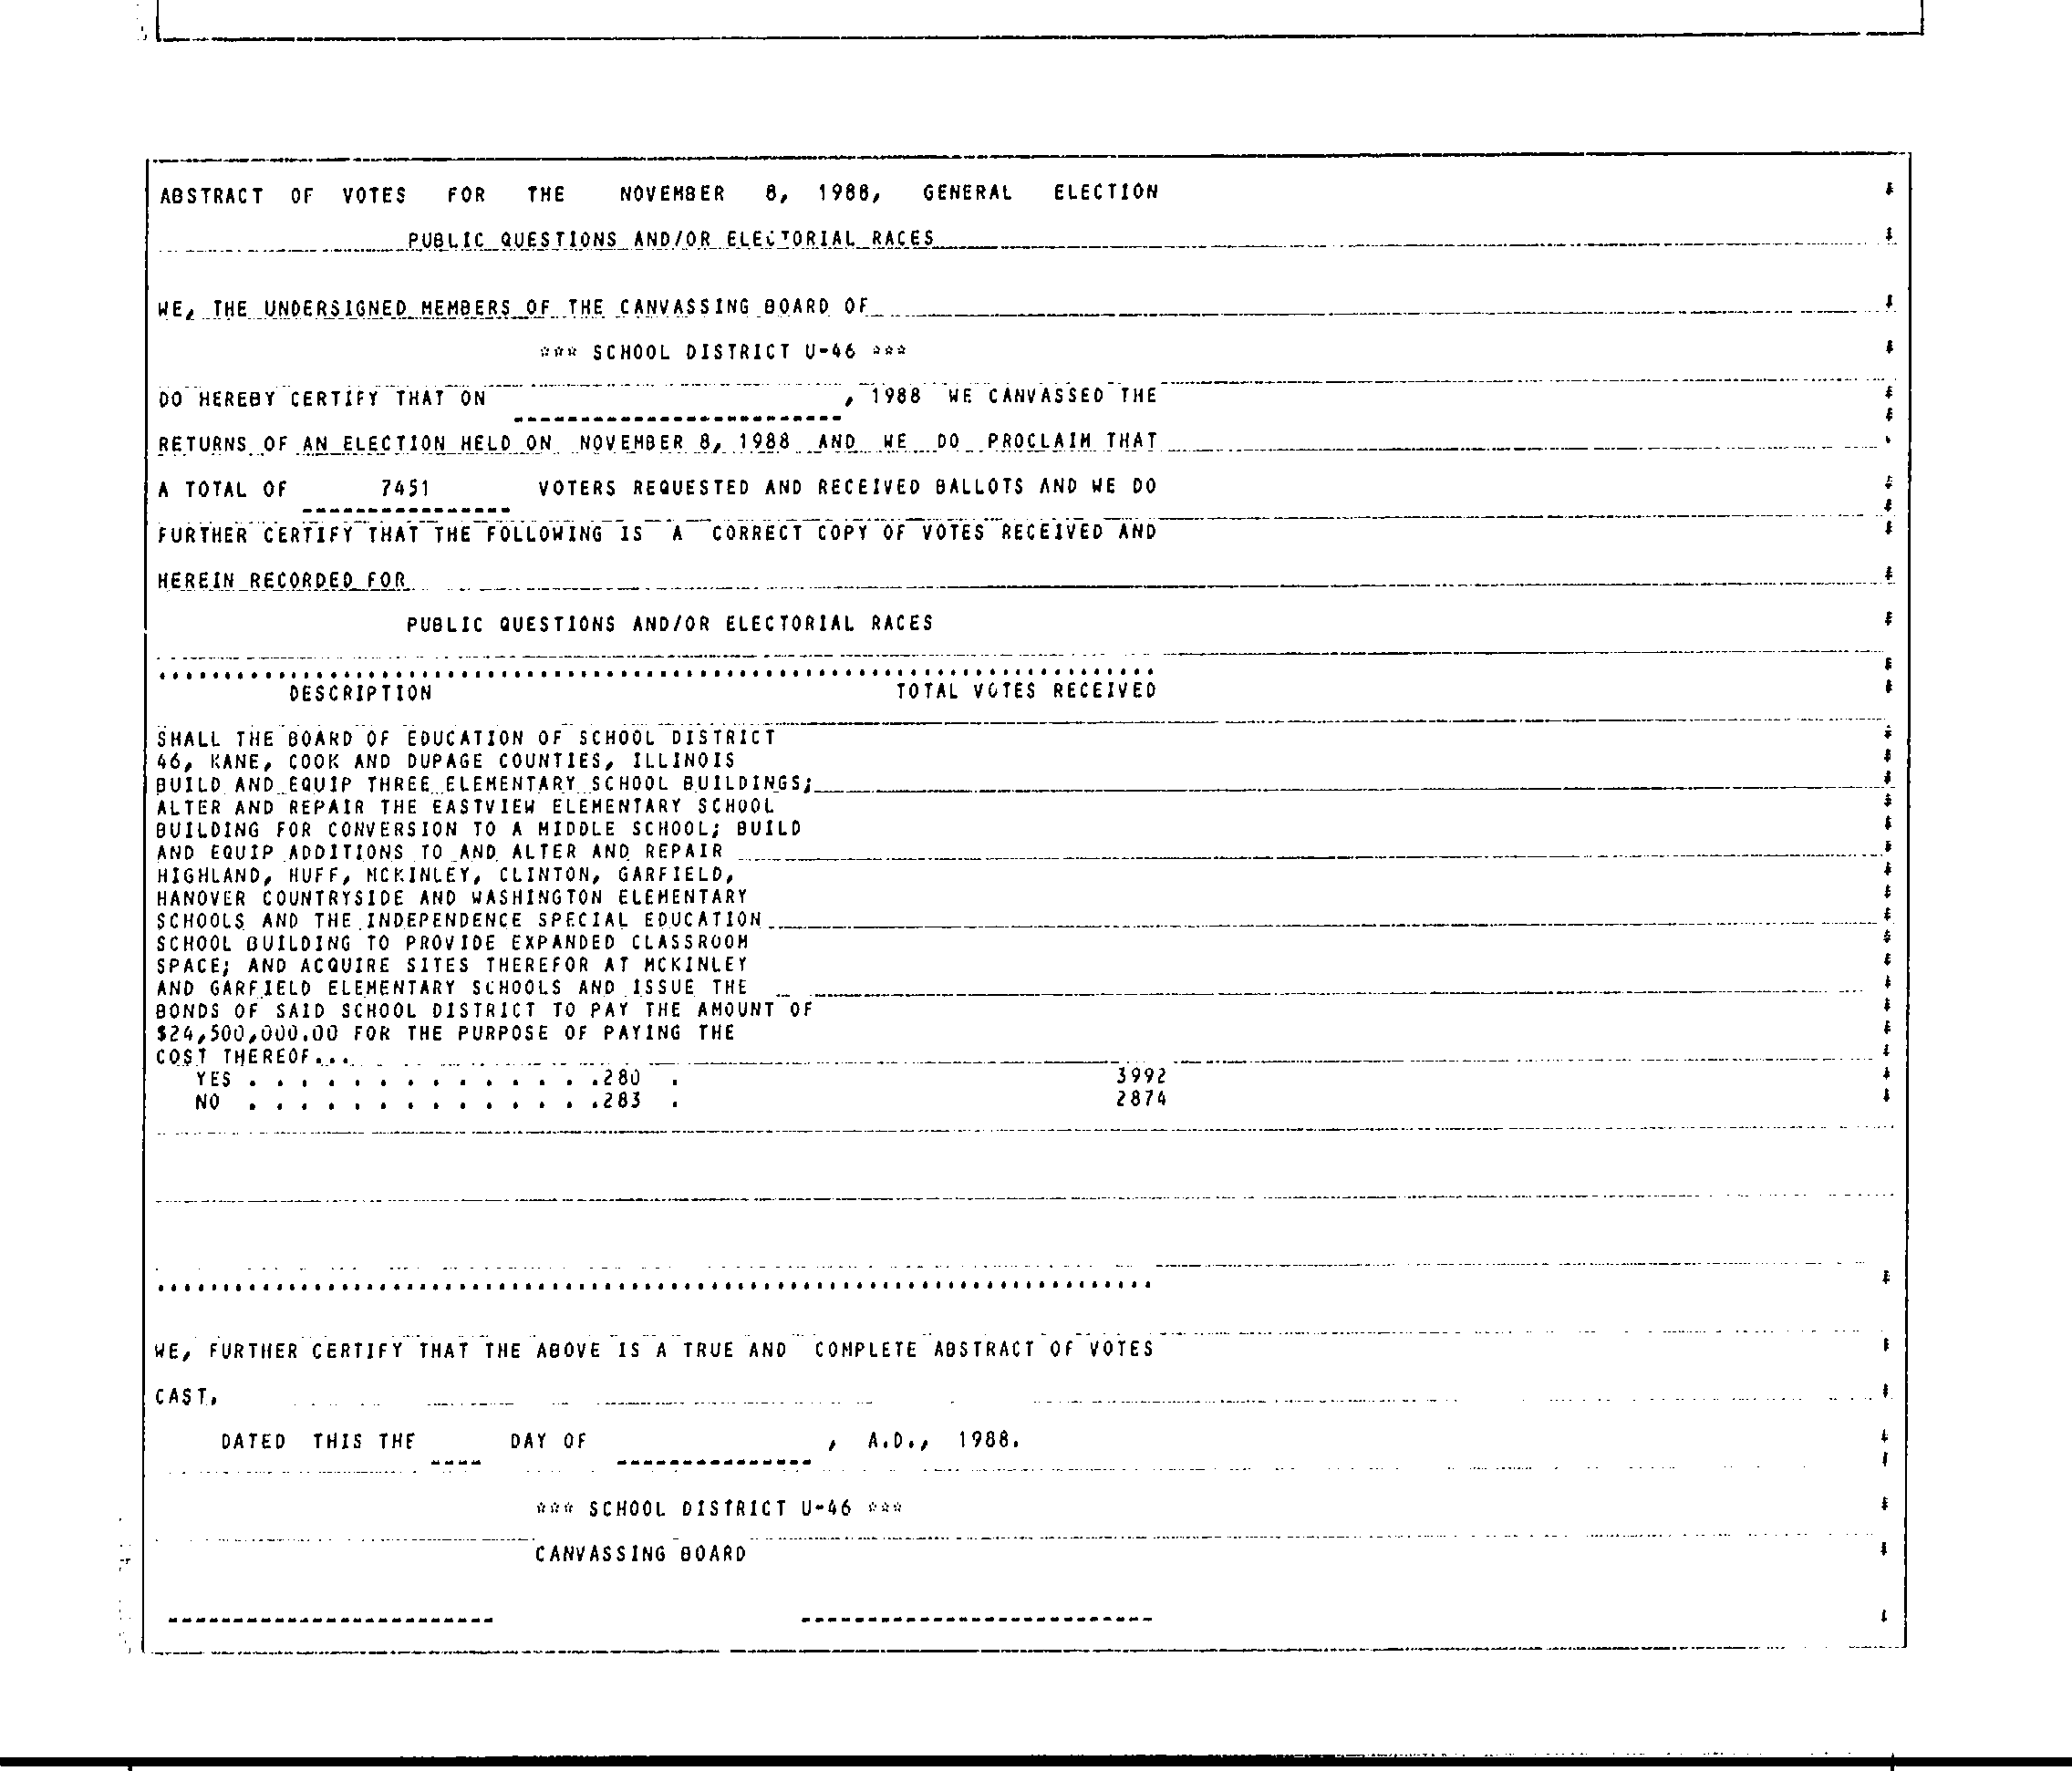 ABSTRACT OF VOTES FOR THE NOVEMBER 8, 1988, GENERAL ELECTION
PUBLIC QUESTIONS AND/OR ELECTORIAL RACES
WE, THE UNDERSIGNED MEMBERS OF THE CANVASSING BOARD OF
*** SCHOOL DISTRICT U-46 ***
DO HEREBY CERTIFY THAT ON , 1988 WE CANVASSED THE
RETURNS OF AN ELECTION HELD ON NOVEMBER 8, 1988 AND WE DO PROCLAIM THAT
A TOTAL OF 7451 VOTERS REQUESTED AND RECEIVED BALLOTS AND WE DO
FURTHER CERTIFY THAT THE FOLLOWING IS A CORRECT COPY OF VOTES RECEIVED AND
HEREIN RECORDED FOR
PUBLIC QUESTIONS AND/OR ELECTORIAL RACES
DESCRIPTION TOTAL VOTES RECEIVED
SHALL THE BOARD OF EDUCATION OF SCHOOL DISTRICT
46, KANE, COOK AND DUPAGE COUNTIES, ILLINOIS
BUILD AND EQUIP THREE ELEMENTARY SCHOOL BUILDINGS;
ALTER AND REPAIR THE EASTVIEW ELEMENTARY SCHOOL
BUILDING FOR CONVERSION TO A MIDDLE SCHOOL; BUILD
AND EQUIP ADDITIONS TO AND ALTER AND REPAIR
HIGHLAND, HUFF, MCKINLEY, CLINTON, GARFIELD,
HANOVER COUNTRYSIDE AND WASHINGTON ELEMENTARY
SCHOOLS AND THE INDEPENDENCE SPECIAL EDUCATION
SCHOOL BUILDING TO PROVIDE EXPANDED CLASSROOM
SPACE; AND ACQUIRE SITES THEREFOR AT MCKINLEY
AND GARFIELD ELEMENTARY SCHOOLS AND ISSUE THE
BONDS OF SAID SCHOOL DISTRICT TO PAY THE AMOUNT OF
$24,500,000.00 FOR THE PURPOSE OF PAYING THE
COST THEREOF...
YES . . . . . . . . . . . . . .280 . 3992
NO . . . . . . . . . . . . . .283 . 2874
WE, FURTHER CERTIFY THAT THE ABOVE IS A TRUE AND COMPLETE ABSTRACT OF VOTES
CAST.
DATED THIS THE DAY OF , A.D., 1988.
*** SCHOOL DISTRICT U-46 ***
CANVASSING BOARD